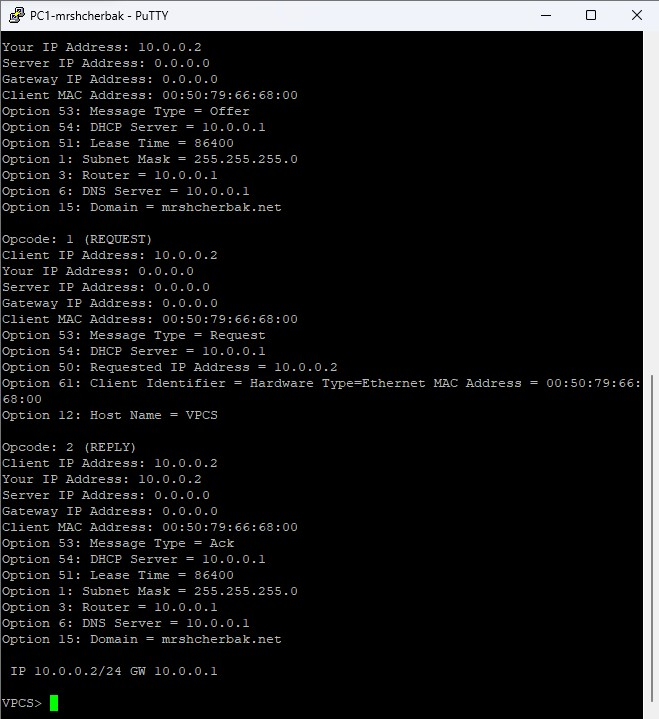 PC1-mrshcherbak - PuTTY
Your IP Address: 10.0.0.2
Server IP Address: 0.0.0.0
Gateway IP Address: 0.0.0.0
Client MAC Address: 00:50:79:66:68:00
Option 53: Message Type = Offer
Option 54: DHCP Server = 10.0.0.1
Option 51: Lease Time = 86400
Option 1: Subnet Mask = 255.255.255.0
Option 3: Router = 10.0.0.1
Option 6: DNS Server = 10.0.0.1
Option 15: Domain = mrshcherbak.net

Opcode: 1 (REQUEST)
Client IP Address: 10.0.0.2
Your IP Address: 0.0.0.0
Server IP Address: 0.0.0.0
Gateway IP Address: 0.0.0.0
Client MAC Address: 00:50:79:66:68:00
Option 53: Message Type = Request
Option 54: DHCP Server = 10.0.0.1
Option 50: Requested IP Address = 10.0.0.2
Option 61: Client Identifier = Hardware Type=Ethernet MAC Address = 00:50:79:66:
68:00
Option 12: Host Name = VPCS

Opcode: 2 (REPLY)
Client IP Address: 10.0.0.2
Your IP Address: 10.0.0.2
Server IP Address: 0.0.0.0
Gateway IP Address: 0.0.0.0
Client MAC Address: 00:50:79:66:68:00
Option 53: Message Type = Ack
Option 54: DHCP Server = 10.0.0.1
Option 51: Lease Time = 86400
Option 1: Subnet Mask = 255.255.255.0
Option 3: Router = 10.0.0.1
Option 6: DNS Server = 10.0.0.1
Option 15: Domain = mrshcherbak.net

IP 10.0.0.2/24 GW 10.0.0.1

VPCS>